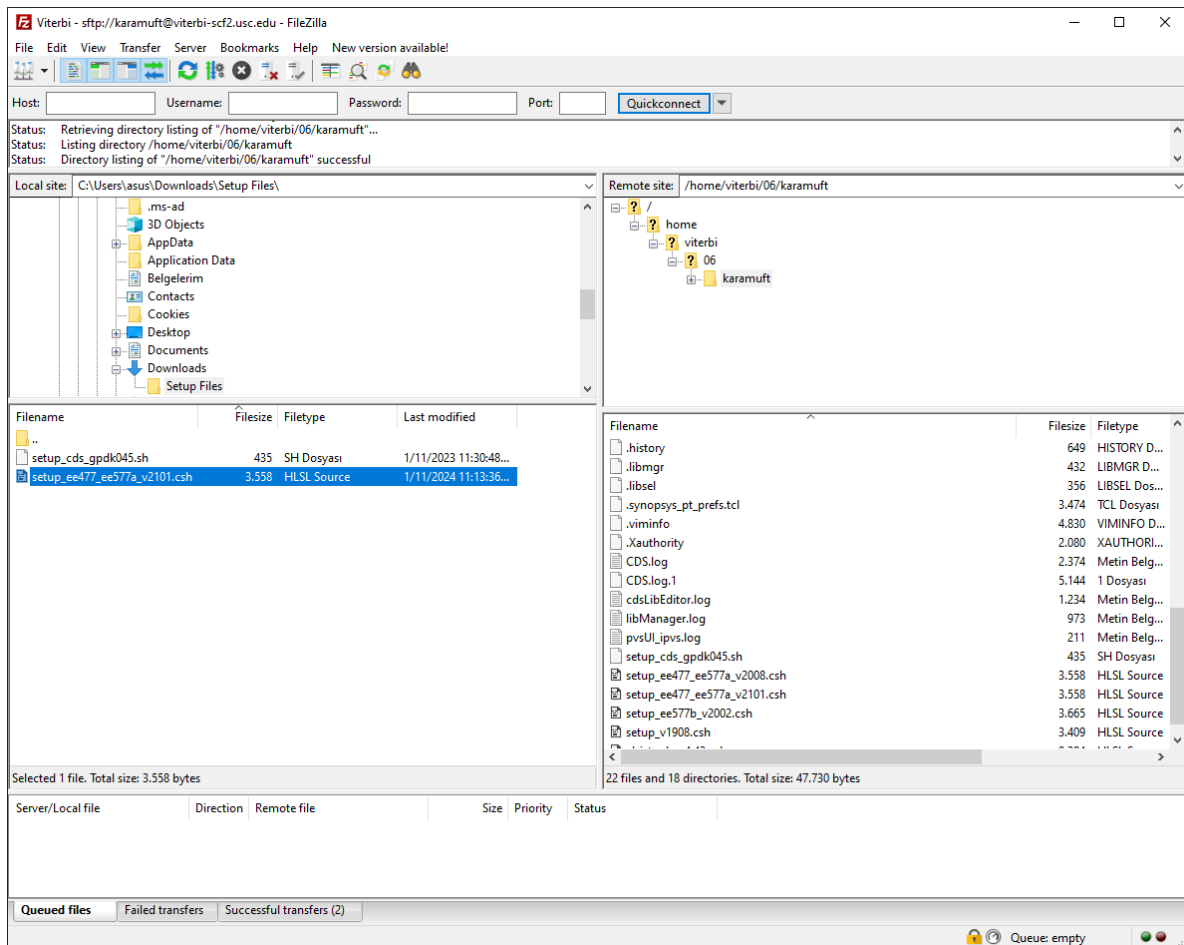 Viterbi - sftp://karamuft@viterbi-scf2.usc.edu - FileZilla
File Edit View Transfer Server Bookmarks Help New version available!
Host: Username: Password: Port: Quickconnect
Status: Retrieving directory listing of "/home/viterbi/06/karamuft"...
Status: Listing directory /home/viterbi/06/karamuft
Status: Directory listing of "/home/viterbi/06/karamuft" successful
Local site: C:\Users\asus\Downloads\Setup Files\
.ms-ad
3D Objects
AppData
Application Data
Belgelerim
Contacts
Cookies
Desktop
Documents
Downloads
Setup Files
Filename Filesize Filetype Last modified
..
setup_cds_gpdk045.sh 435 SH Dosyası 1/11/2023 11:30:48...
setup_ee477_ee577a_v2101.csh 3.558 HLSL Source 1/11/2024 11:13:36...
Selected 1 file. Total size: 3.558 bytes
Remote site: /home/viterbi/06/karamuft
/
home
viterbi
06
karamuft
Filename Filesize Filetype
.history 649 HISTORY D...
.libmgr 432 LIBMGR D...
.libsel 356 LIBSEL Dos...
.synopsys_pt_prefs.tcl 3.474 TCL Dosyası
.viminfo 4.830 VIMINFO D...
.Xauthority 2.080 XAUTHORI...
CDS.log 2.374 Metin Belg...
CDS.log.1 5.144 1 Dosyası
cdsLibEditor.log 1.234 Metin Belg...
libManager.log 973 Metin Belg...
pvsUI_ipvs.log 211 Metin Belg...
setup_cds_gpdk045.sh 435 SH Dosyası
setup_ee477_ee577a_v2008.csh 3.558 HLSL Source
setup_ee477_ee577a_v2101.csh 3.558 HLSL Source
setup_ee577b_v2002.csh 3.665 HLSL Source
setup_v1908.csh 3.409 HLSL Source
22 files and 18 directories. Total size: 47.730 bytes
Server/Local file Direction Remote file Size Priority Status
Queued files Failed transfers Successful transfers (2)
Queue: empty